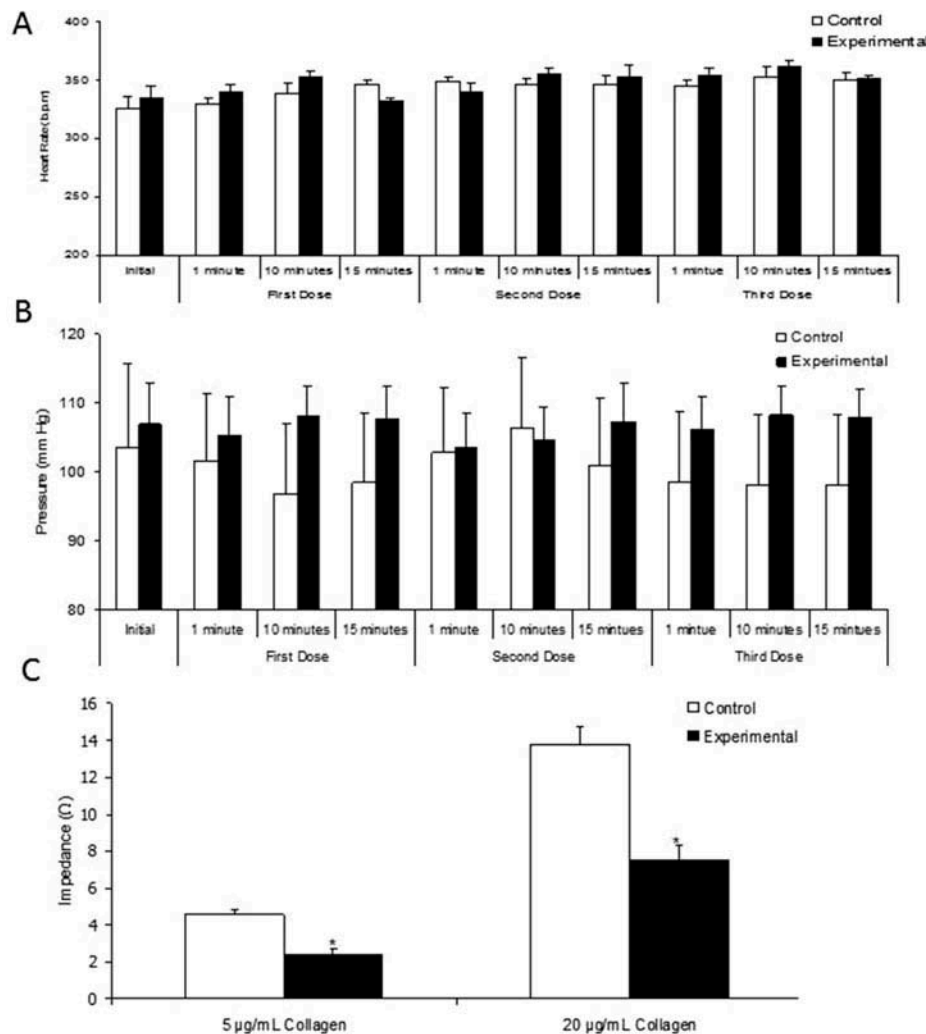 A
400
Control
Experimental
350
300
250
200
Heart Rate (bpm)
Initial 1 minute 10 minutes 15 minutes 1 minute 10 minutes 15 mintues 1 mintue 10 minutes 15 mintues
First Dose Second Dose Third Dose
B
120
Control
Experimental
110
100
90
80
Pressure (mm Hg)
Initial 1 minute 10 minutes 15 minutes 1 minute 10 minutes 15 mintues 1 mintue 10 minutes 15 mintues
First Dose Second Dose Third Dose
C
16
Control
14
Experimental
12
10
8
*
6
4
*
2
0
Impedance (Ω)
5 µg/mL Collagen 20 µg/mL Collagen